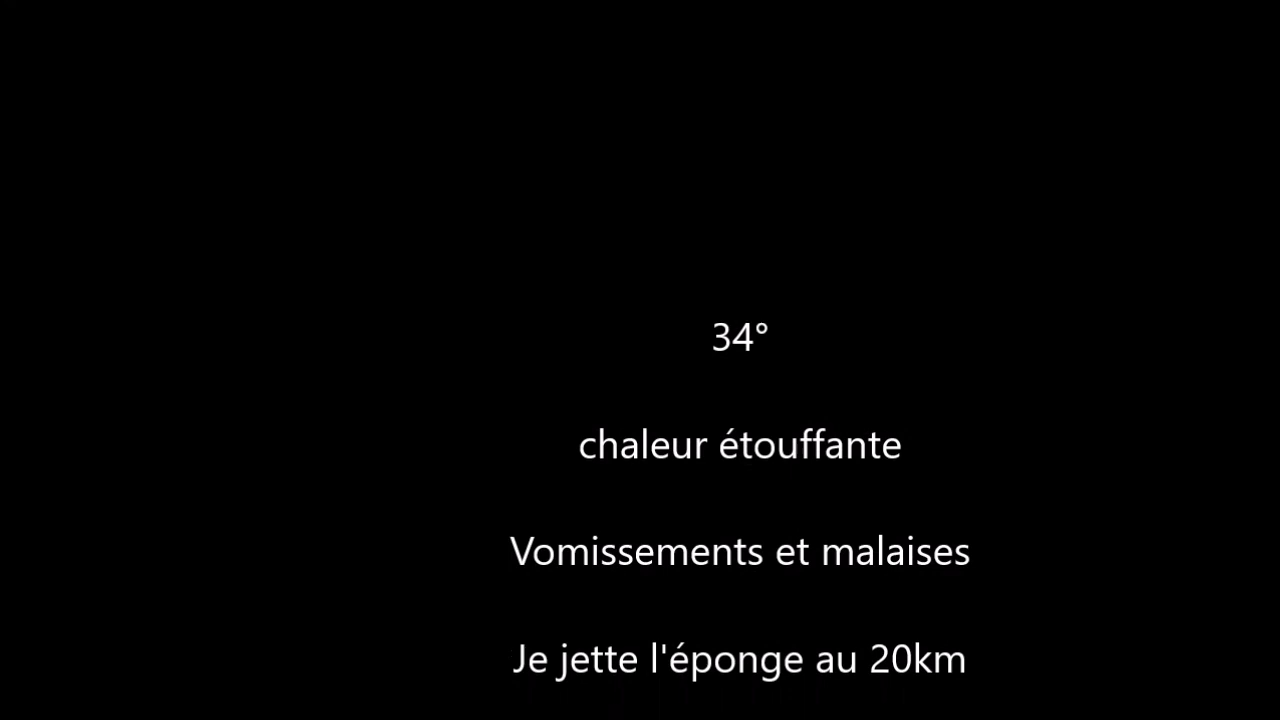 34°
chaleur étouffante
Vomissements et malaises
Je jette l'éponge au 20km